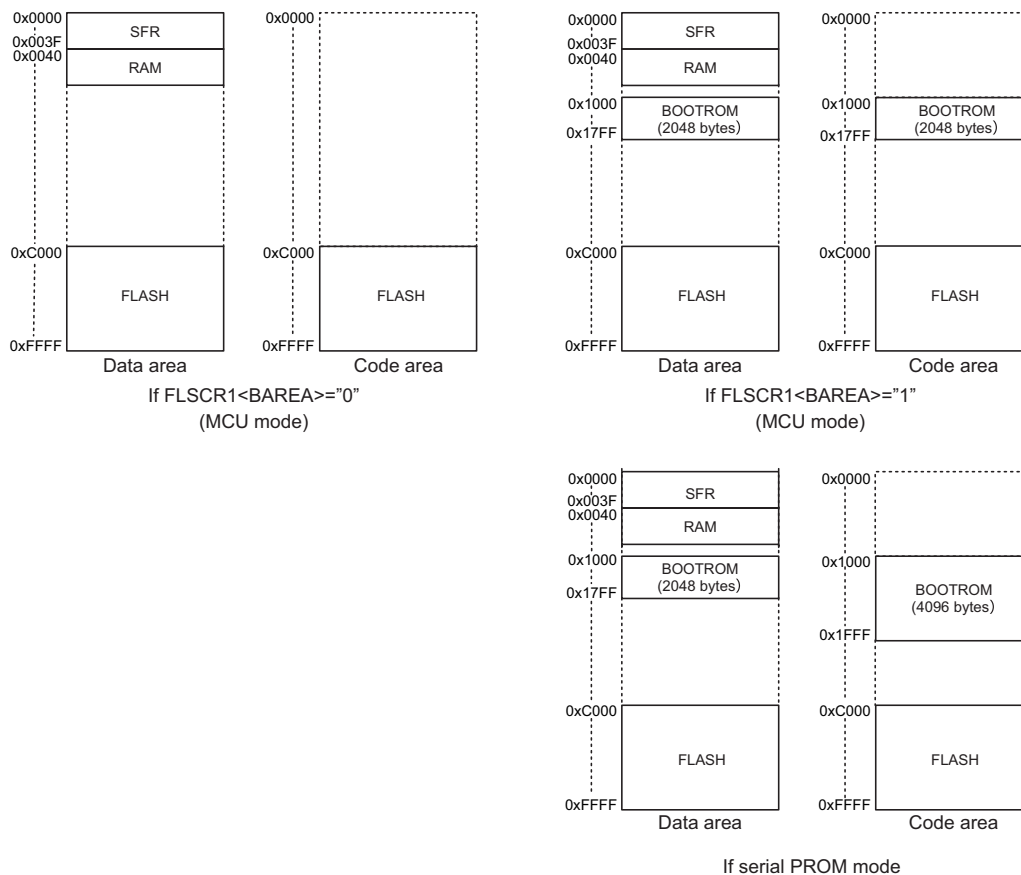 0x0000
SFR
0x003F
0x0040
RAM
0xC000
FLASH
0xFFFF
Data area
0x0000
0xC000
FLASH
0xFFFF
Code area
If FLSCR1<BAREA>="0"
(MCU mode)
0x0000
SFR
0x003F
0x0040
RAM
0x1000
BOOTROM
(2048 bytes)
0x17FF
0xC000
FLASH
0xFFFF
Data area
0x0000
0x1000
BOOTROM
(2048 bytes)
0x17FF
0xC000
FLASH
0xFFFF
Code area
If FLSCR1<BAREA>="1"
(MCU mode)
0x0000
SFR
0x003F
0x0040
RAM
0x1000
BOOTROM
(2048 bytes)
0x17FF
0xC000
FLASH
0xFFFF
Data area
0x0000
0x1000
BOOTROM
(4096 bytes)
0x1FFF
0xC000
FLASH
0xFFFF
Code area
If serial PROM mode